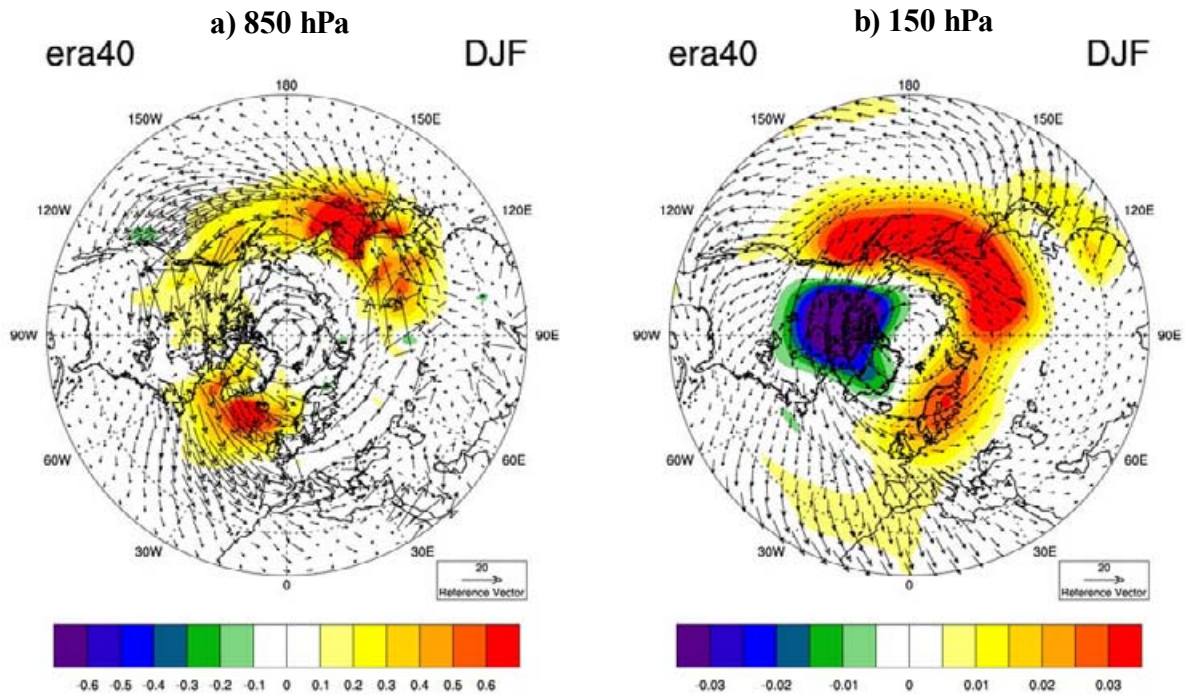 a) 850 hPa
b) 150 hPa
era40 DJF
era40 DJF
180
150W 150E
120W 120E
90W 90E
60W 60E
30W 30E
0
20
Reference Vector
-0.6 -0.5 -0.4 -0.3 -0.2 -0.1 0 0.1 0.2 0.3 0.4 0.5 0.6
180
150W 150E
120W 120E
90W 90E
60W 60E
30W 30E
0
20
Reference Vector
-0.03 -0.02 -0.01 0 0.01 0.02 0.03